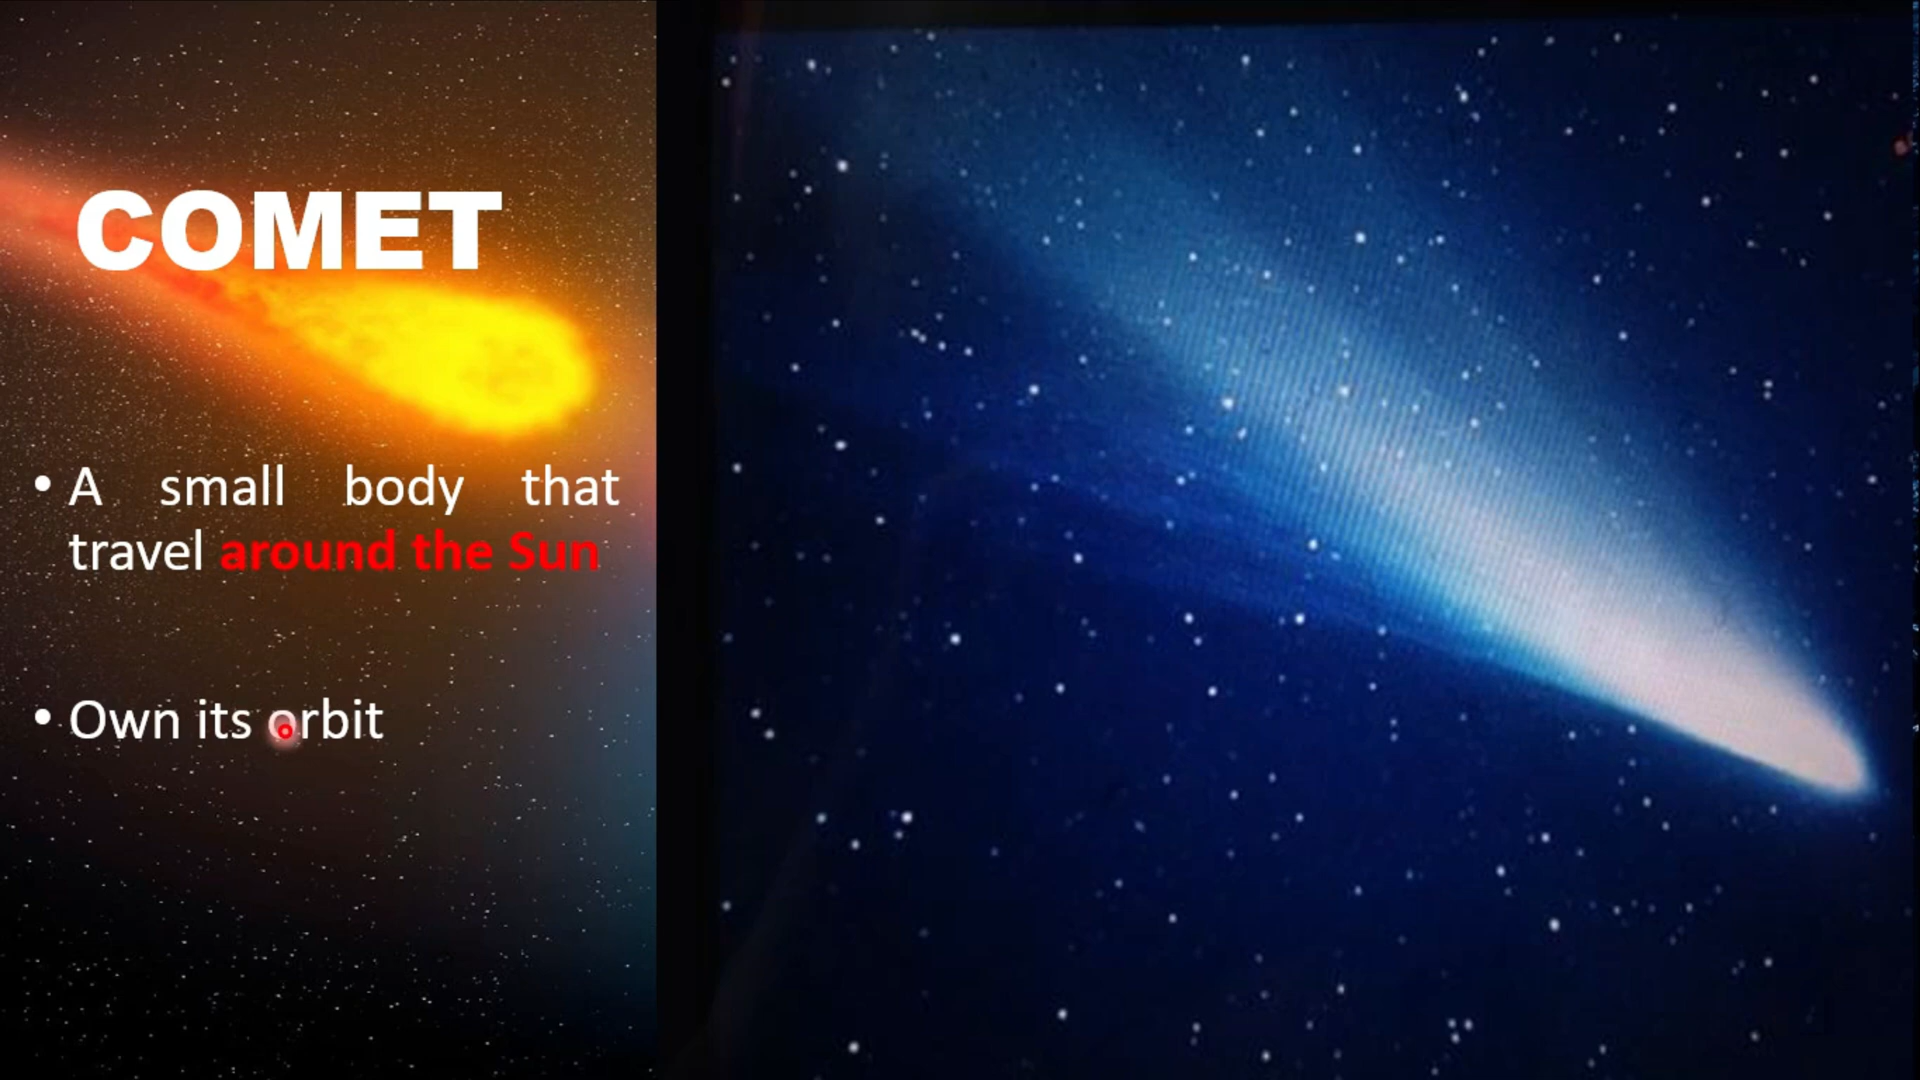 COMET
• A small body that
travel around the Sun
• Own its orbit